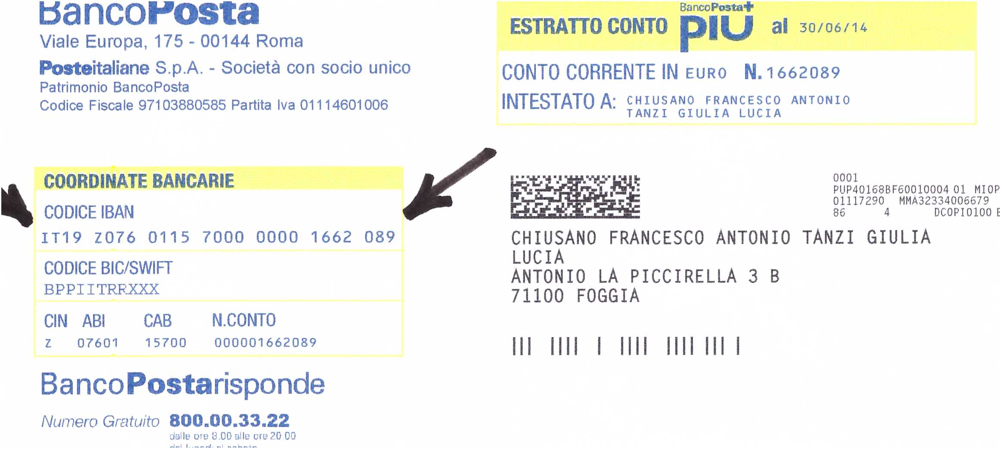 BancoPosta
Viale Europa, 175 - 00144 Roma
Posteitaliane S.p.A. - Società con socio unico
Patrimonio BancoPosta
Codice Fiscale 97103880585 Partita Iva 01114601006
ESTRATTO CONTO BancoPosta più al 30/06/14
CONTO CORRENTE IN EURO N. 1662089
INTESTATO A: CHIUSANO FRANCESCO ANTONIO
TANZI GIULIA LUCIA
COORDINATE BANCARIE
CODICE IBAN
IT19 Z076 0115 7000 0000 1662 089
CODICE BIC/SWIFT
BPPIITRRXXX
CIN ABI CAB N.CONTO
Z 07601 15700 000001662089
0001
PUP40168BF60010004 01 MIOP
01117290 MMA32334006679
86 4 DCOPI0100
CHIUSANO FRANCESCO ANTONIO TANZI GIULIA
LUCIA
ANTONIO LA PICCIRELLA 3 B
71100 FOGGIA
BancoPostarisponde
Numero Gratuito 800.00.33.22
dalle ore 8.00 alle ore 20 00